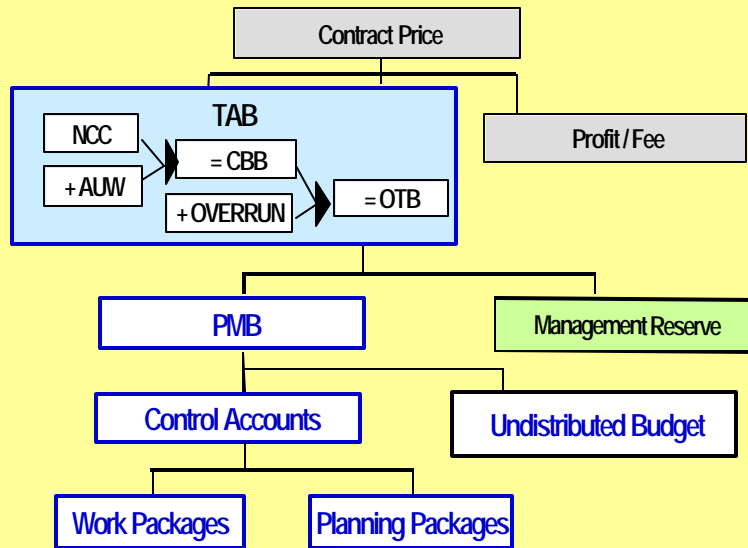 Contract Price
TAB
NCC
= CBB
+ AUW
+ OVERRUN
= OTB
Profit / Fee
PMB
Management Reserve
Control Accounts
Undistributed Budget
Work Packages
Planning Packages